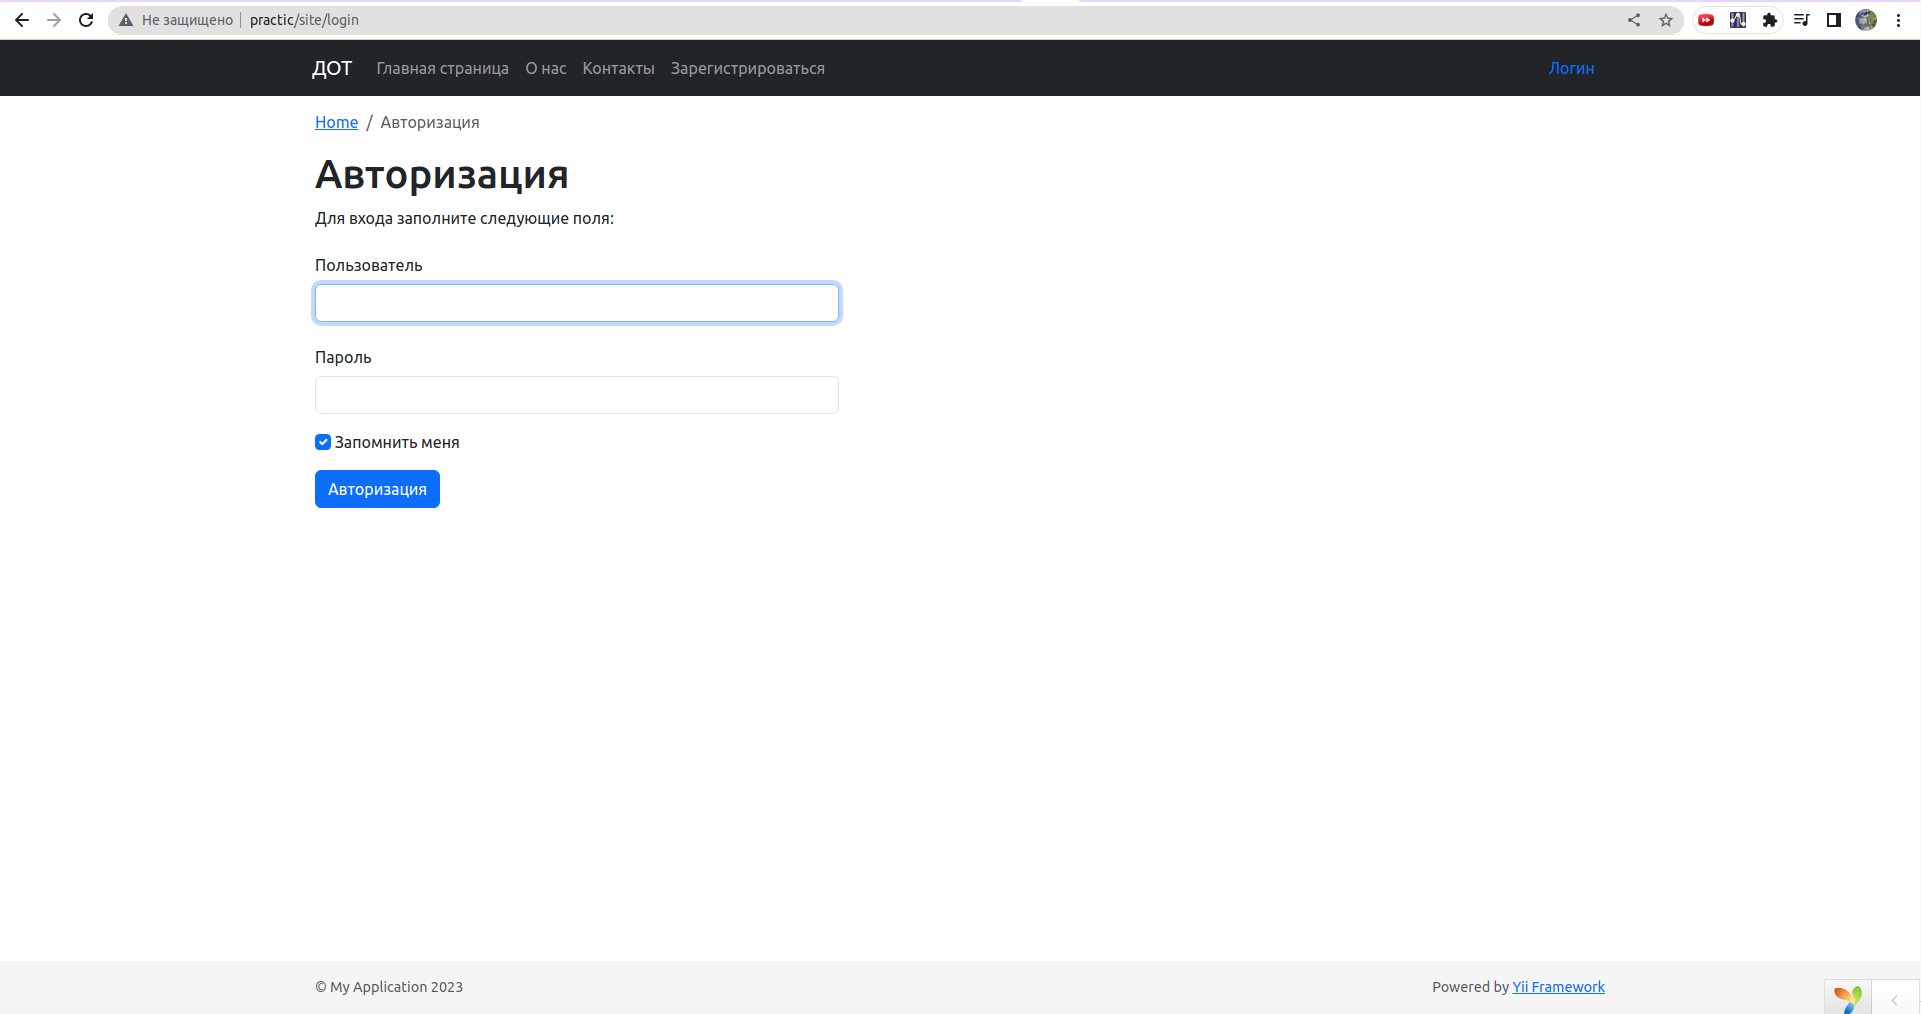 Не защищено | practic/site/login
ДОТ Главная страница О нас Контакты Зарегистрироваться Логин
Home / Авторизация
Авторизация
Для входа заполните следующие поля:
Пользователь
Пароль
Запомнить меня
Авторизация
© My Application 2023 Powered by Yii Framework